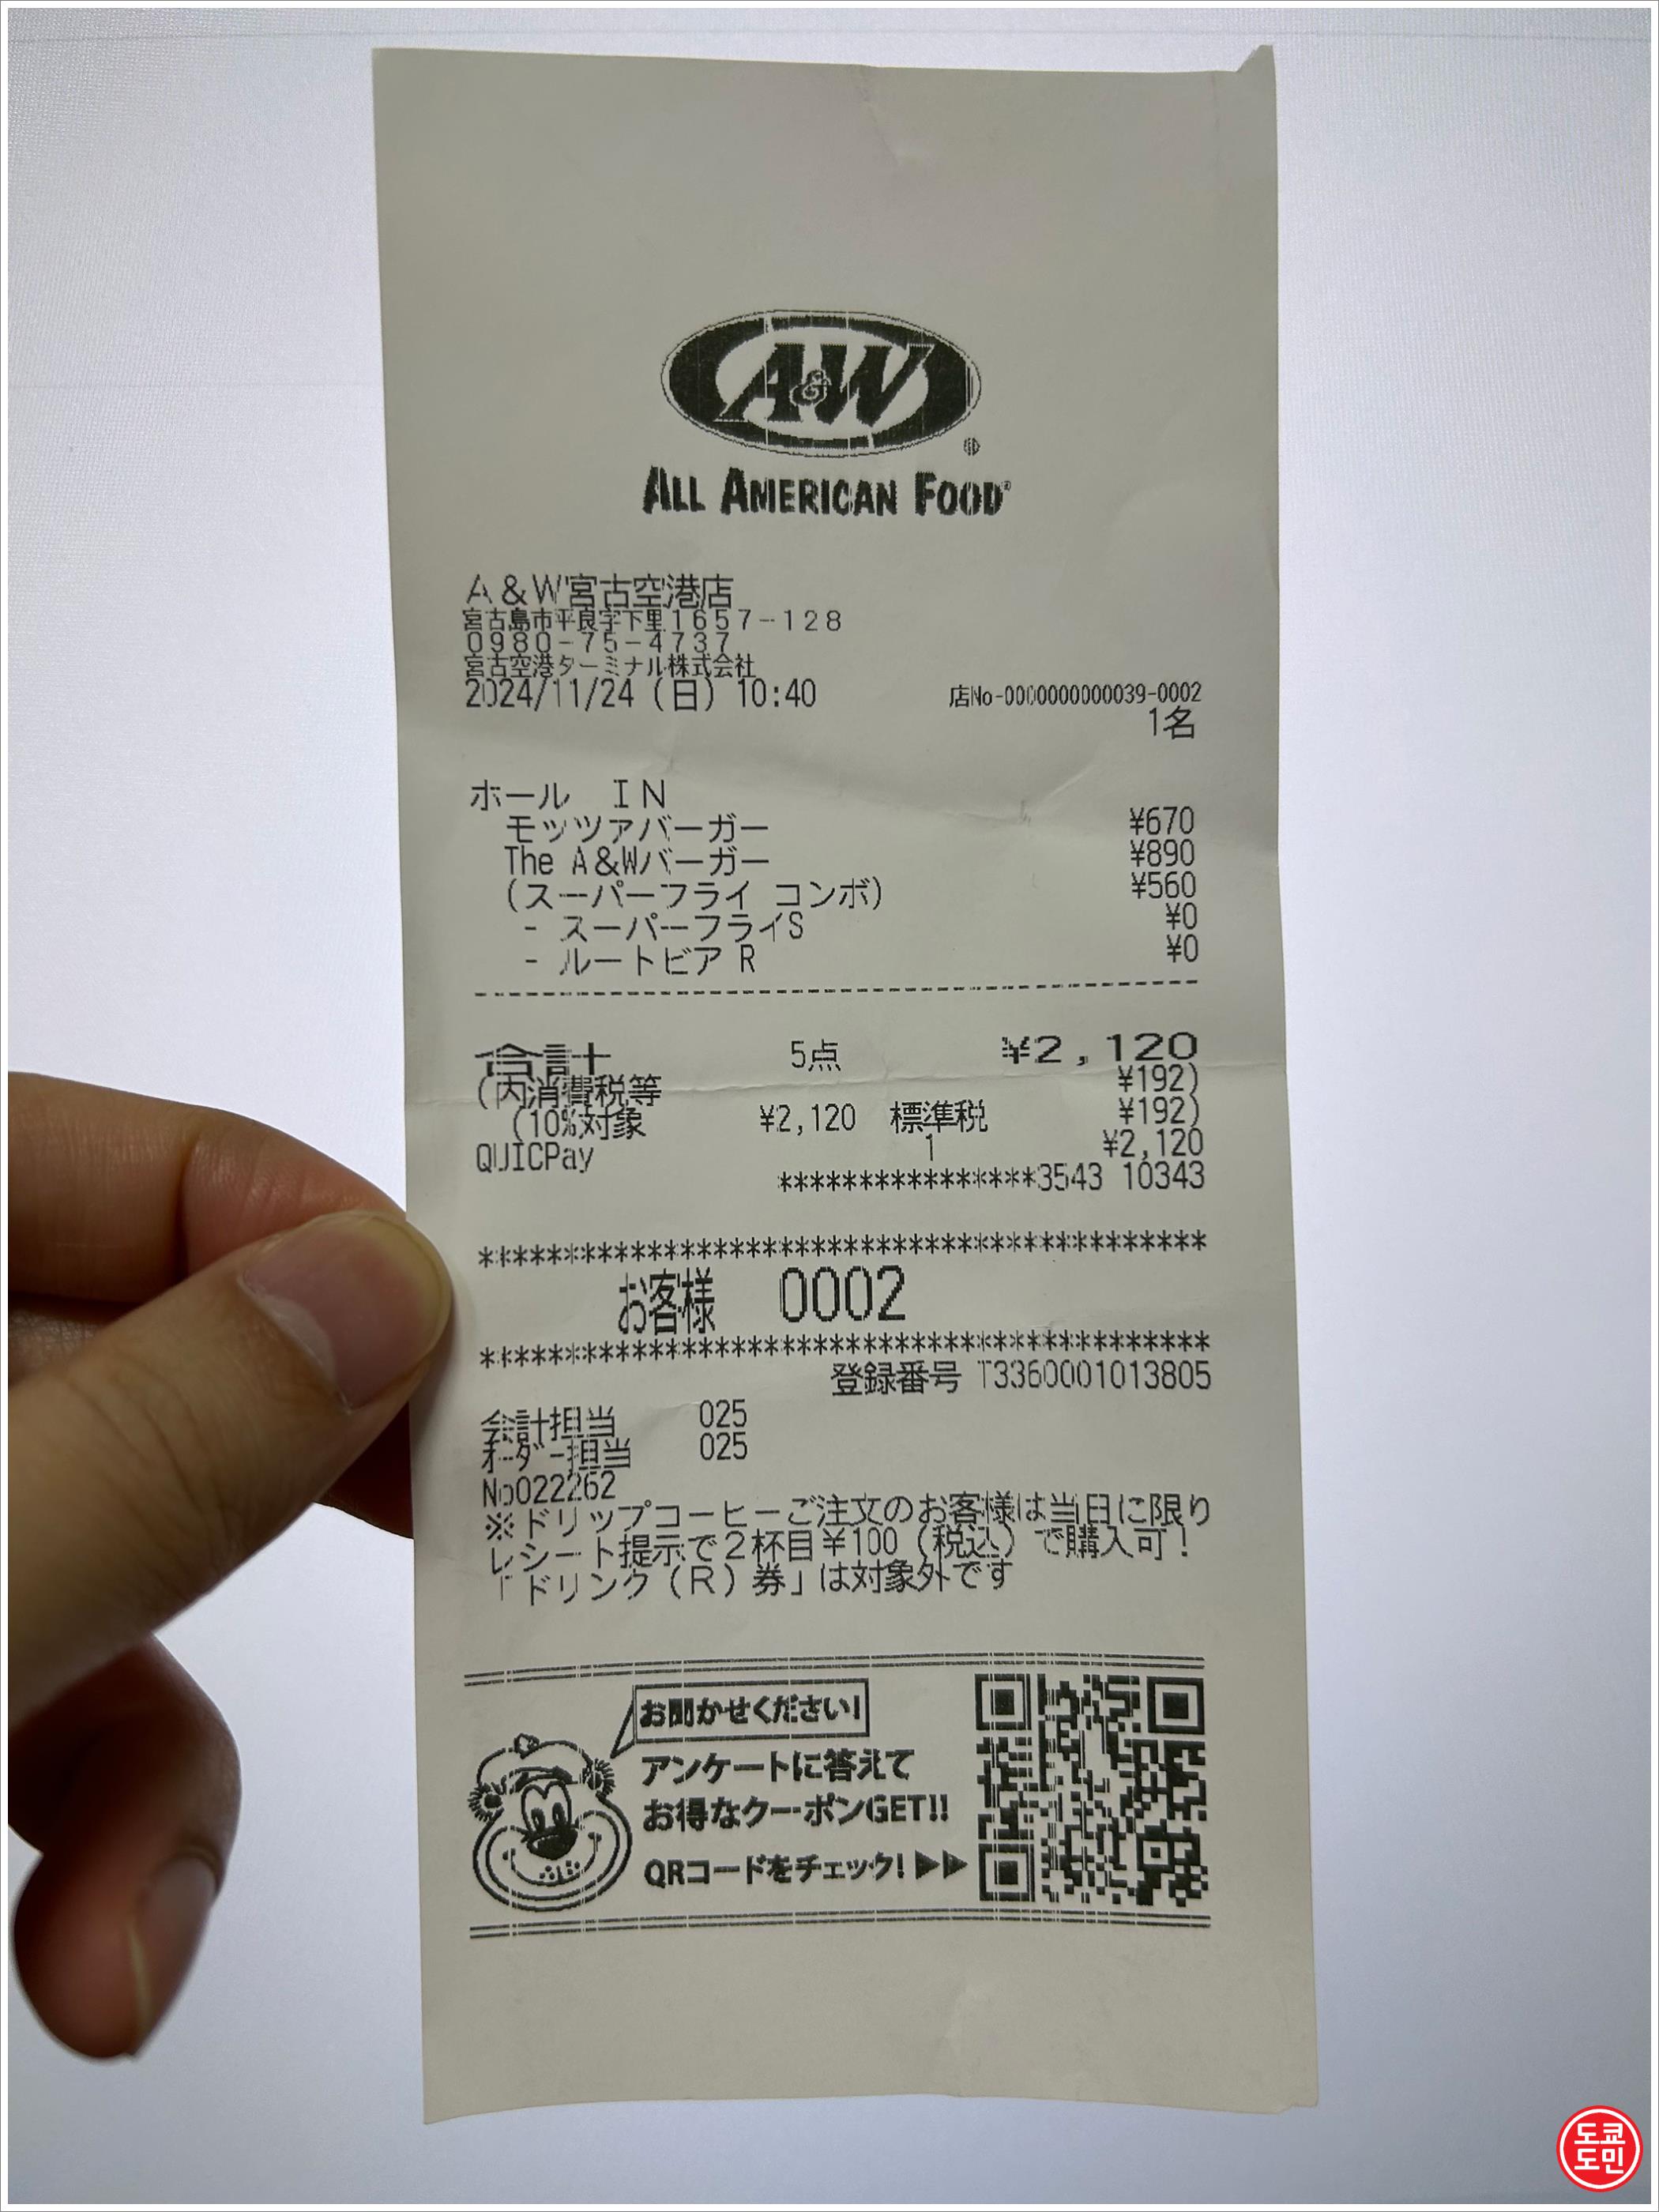 A&W
ALL AMERICAN FOOD
A&W宮古空港店
宮古島市平良字下里1657-128
0980-75-4737
宮古空港ターミナル株式会社
2024/11/24 (日) 10:40 店No-0000000000039-0002
1名
ホール IN
モッツァバーガー ¥670
The A&Wバーガー ¥890
(スーパーフライ コンボ) ¥560
- スーパーフライS ¥0
- ルートビア R ¥0
合計 5点 ¥2,120
(内消費税等 ¥192)
(10%対象 ¥2,120 標準税 ¥192)
QUICPay 1 ¥2,120
****************3543 10343
*********************************************
お客様 0002
*********************************************
登録番号 T3360001013805
会計担当 025
オーダー担当 025
No022262
※ドリップコーヒーご注文のお客様は当日に限り
レシート提示で2杯目¥100(税込)で購入可!
「ドリンク(R)券」は対象外です
お聞かせください!
アンケートに答えて
お得なクーポンGET!!
QRコードをチェック!▶▶
도쿄
도민